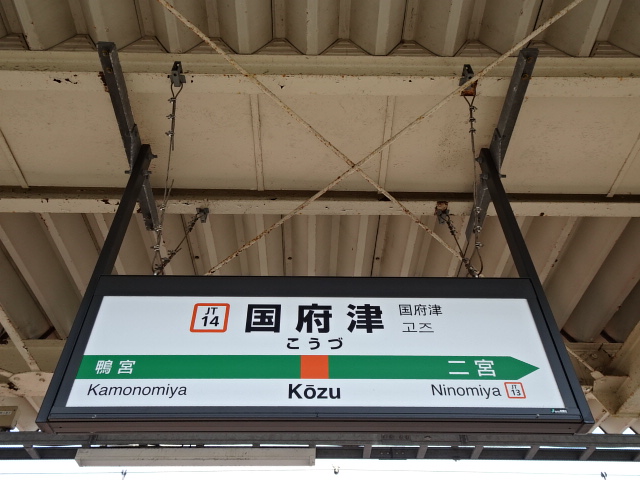 JT
14
国府津
国府津
고즈
こうづ
鴨宮
二宮
Kamonomiya
Kōzu
Ninomiya
JT
13